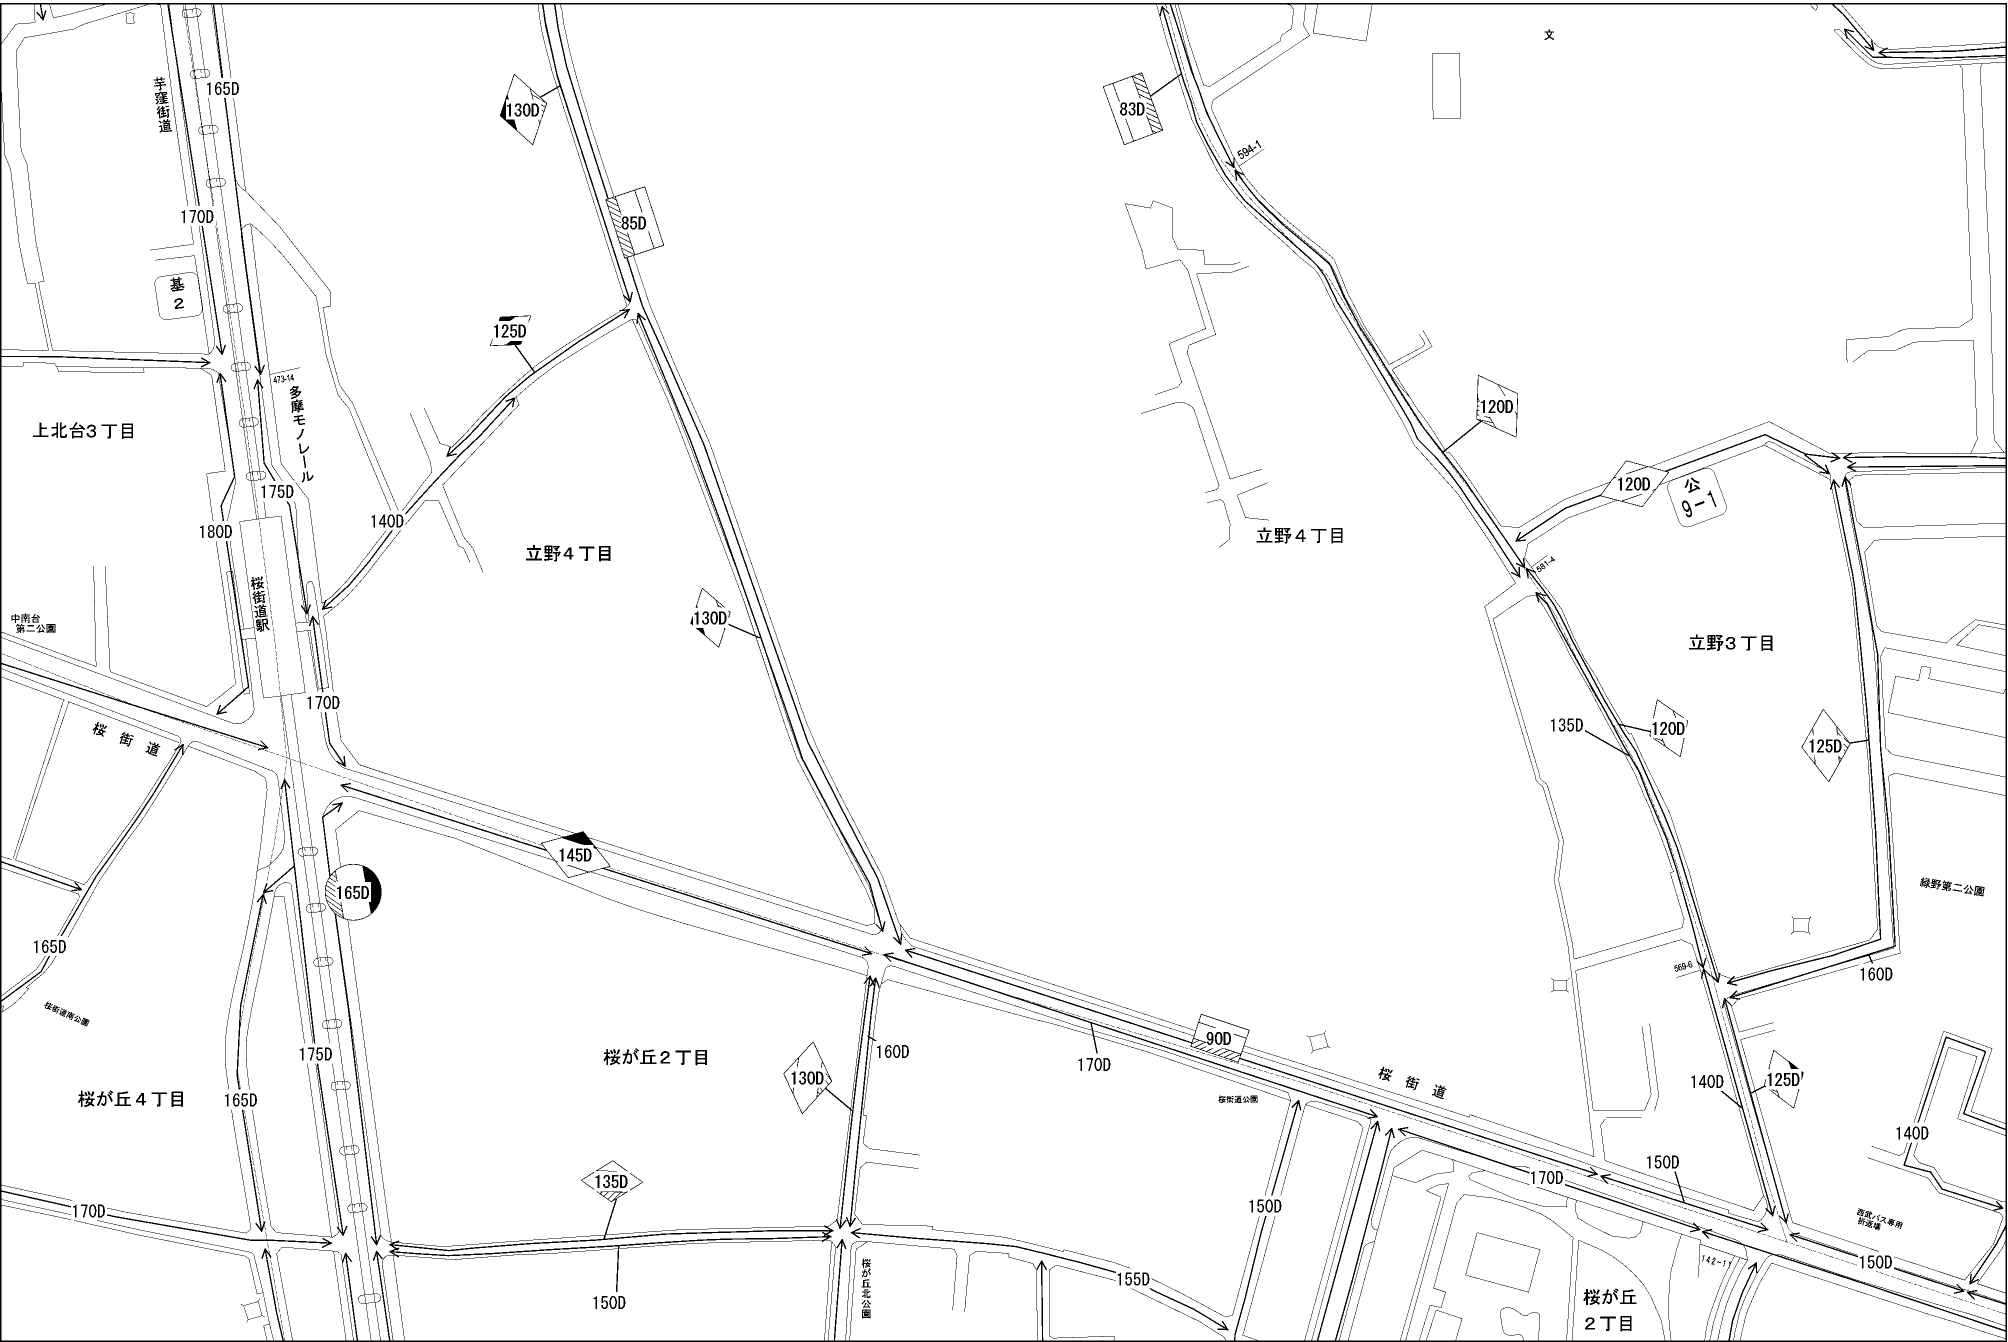 文
165D
芋窪街道
130D
83D
594-1
170D
85D
基
2
125D
473-14
多摩モノレール
120D
上北台3丁目
120D
公
9-1
175D
140D
180D
立野4丁目
立野4丁目
581-4
桜街道駅
中南台
第二公園
130D
立野3丁目
170D
135D
120D
125D
桜 街 道
145D
165D
緑野第二公園
165D
569-6
160D
桜街道南公園
175D
桜が丘2丁目
160D
90D
170D
130D
桜 街 道
140D
125D
桜が丘4丁目
165D
桜街道公園
140D
135D
150D
170D
170D
150D
西武バス専用
折返場
155D
150D
142-11
150D
桜が丘北公園
桜が丘
2丁目